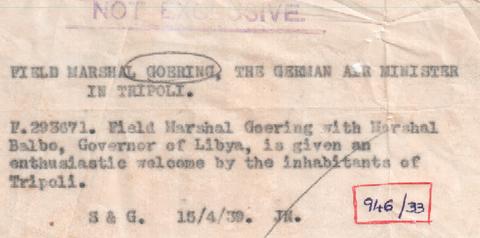 NOT EXCLUSIVE.
FIELD MARSHAL GOERING, THE GERMAN AIR MINISTER
IN TRIPOLI.
F.293671. Field Marshal Goering with Marshal
Balbo, Governor of Libya, is given an
enthusiastic welcome by the inhabitants of
Tripoli.
S & G. 15/4/39. JH.
946/33